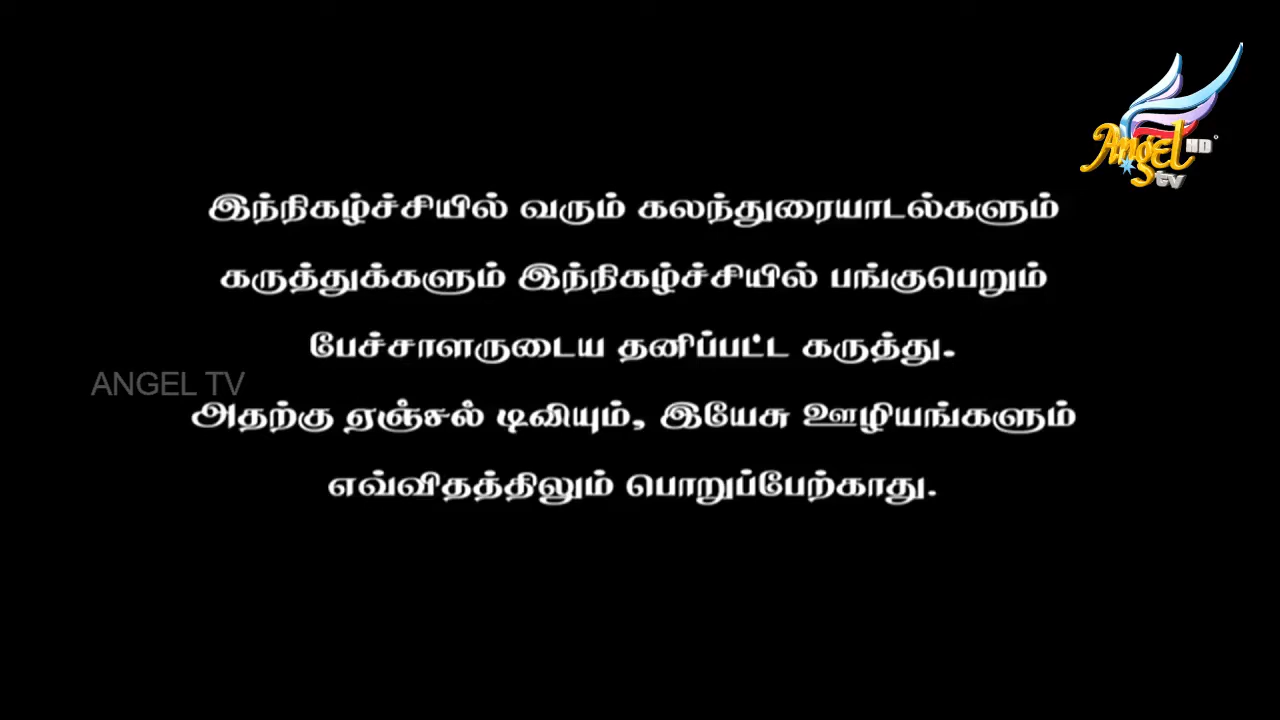 Angel HD
tv
இந்நிகழ்ச்சியில் வரும் கலந்துரையாடல்களும்
கருத்துக்களும் இந்நிகழ்ச்சியில் பங்குபெறும்
பேச்சாளருடைய தனிப்பட்ட கருத்து.
ANGEL TV
அதற்கு ஏஞ்சல் டிவியும், இயேசு ஊழியங்களும்
எவ்விதத்திலும் பொறுப்பேற்காது.